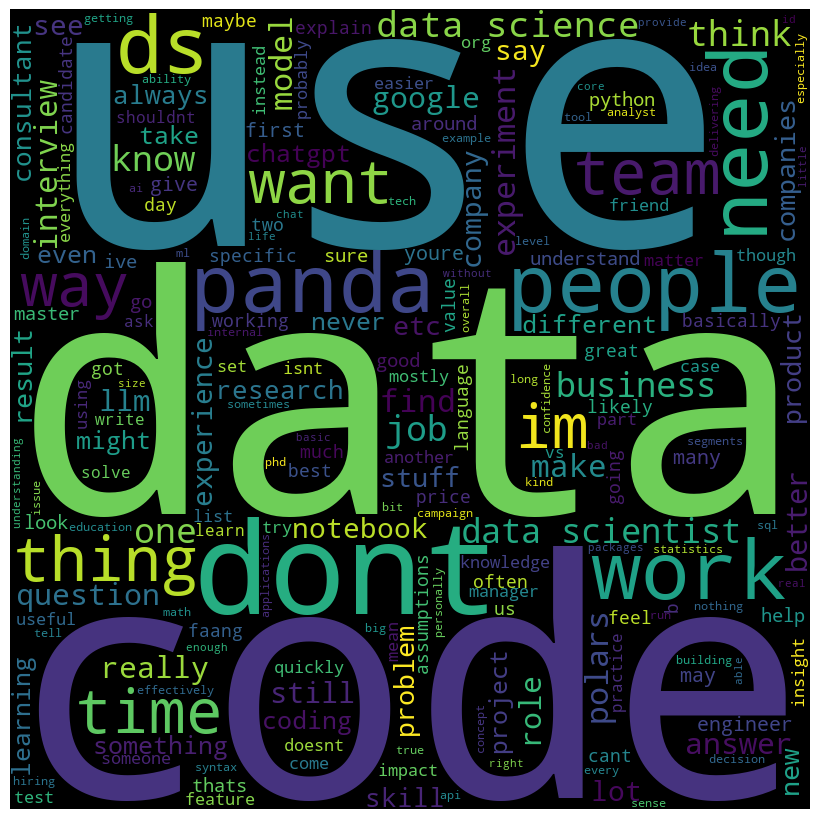 getting
maybe
explain
data science
provide
id
see
ds
use
org
think
consultant
candidate
ability
always
instead
model
probably
say
need
especially
shouldnt
easier
google
core
python
idea
take
first
around
analyst
tool
interview
everything
know
chatgpt
want
company
experiment
team
delivering
companies
give
example
ai
day
two
tech
friend
little
domain
chat
life
level
even
ive
ml
specific
sure
youre
understand
matter
though
way
go
panda
without
people
value
overall
master
ask
working
never
etc
different
basically
internal
result
data
experience
got
set
isnt
good
great
case
product
size
using
llm
write
research
mostly
find
language
long
confidence
business
im
likely
part
might
sometimes
job
vs
basic
much
another
bad
segments
many
understanding
solve
phd
best
stuff
make
going
kind
issue
list
price
bit
campaign
better
look
education
learn
try
notebook
data scientist
sql
one
thing
dont
packages
statistics
work
real
question
applications
knowledge
often
assumptions
personally
manager
us
nothing
run
useful
math
faang
big
feel
b
help
tell
enough
mean
problem
code
polars
practice
learning
really
quickly
project
building
able
insight
effectively
still
concept
role
may
time
coding
something
engineer
doesnt
someone
true
answer
come
right
cant
decision
hiring
syntax
thats
impact
every
new
test
feature
skill
api
lot
sense